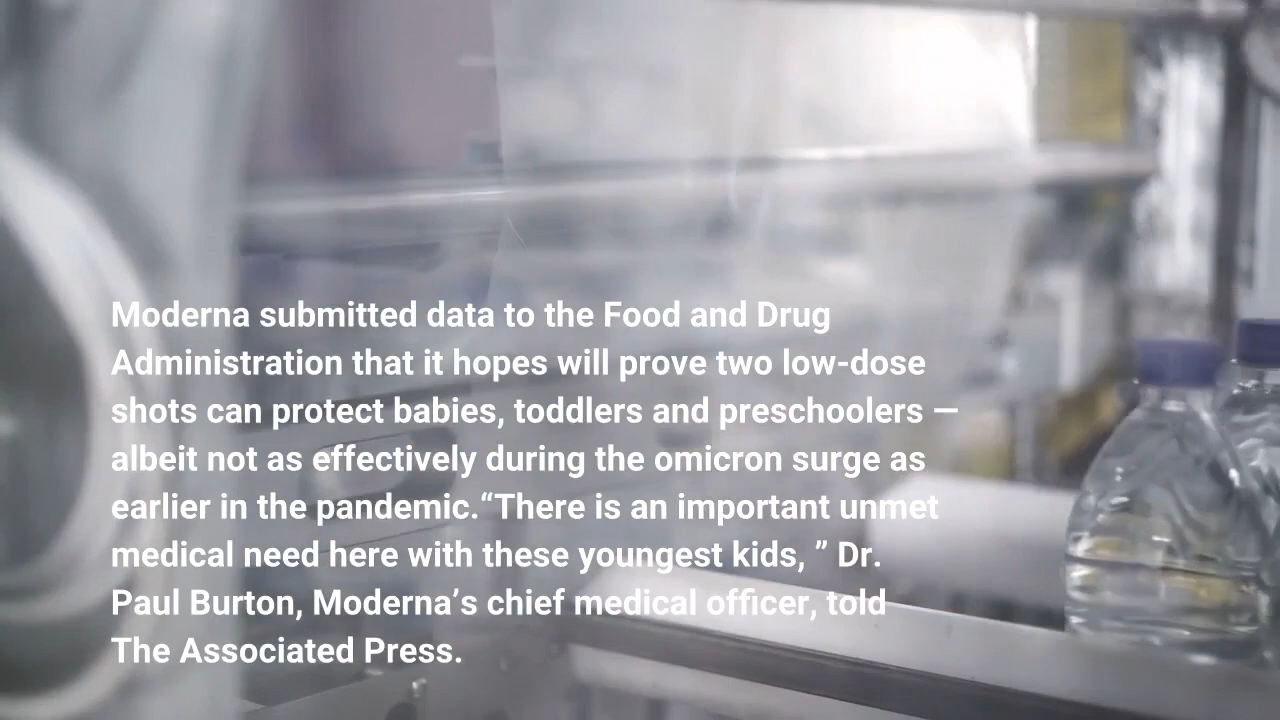 Moderna submitted data to the Food and Drug
Administration that it hopes will prove two low-dose
shots can protect babies, toddlers and preschoolers —
albeit not as effectively during the omicron surge as
earlier in the pandemic.“There is an important unmet
medical need here with these youngest kids, ” Dr.
Paul Burton, Moderna’s chief medical officer, told
The Associated Press.